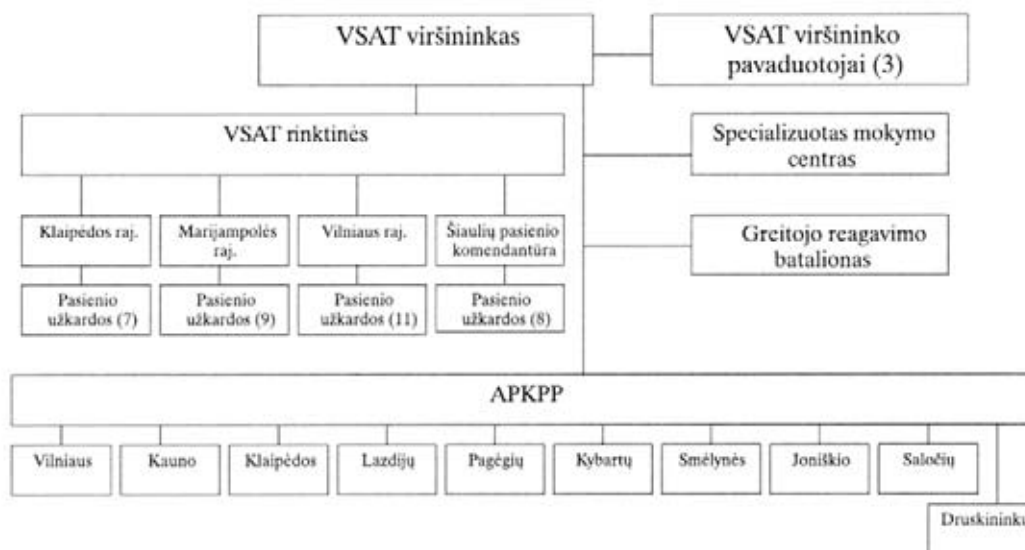 VSAT viršininkas
VSAT viršininko
pavaduotojai (3)
VSAT rinktinės
Specializuotas mokymo
centras
Klaipėdos raj.
Marijampolės
raj.
Vilniaus raj.
Šiaulių pasienio
komendantūra
Greitojo reagavimo
batalionas
Pasienio
užkardos (7)
Pasienio
užkardos (9)
Pasienio
užkardos (11)
Pasienio
užkardos (8)
APKPP
Vilniaus
Kauno
Klaipėdos
Lazdijų
Pagėgių
Kybartų
Smėlynės
Joniškio
Saločių
Druskininkų